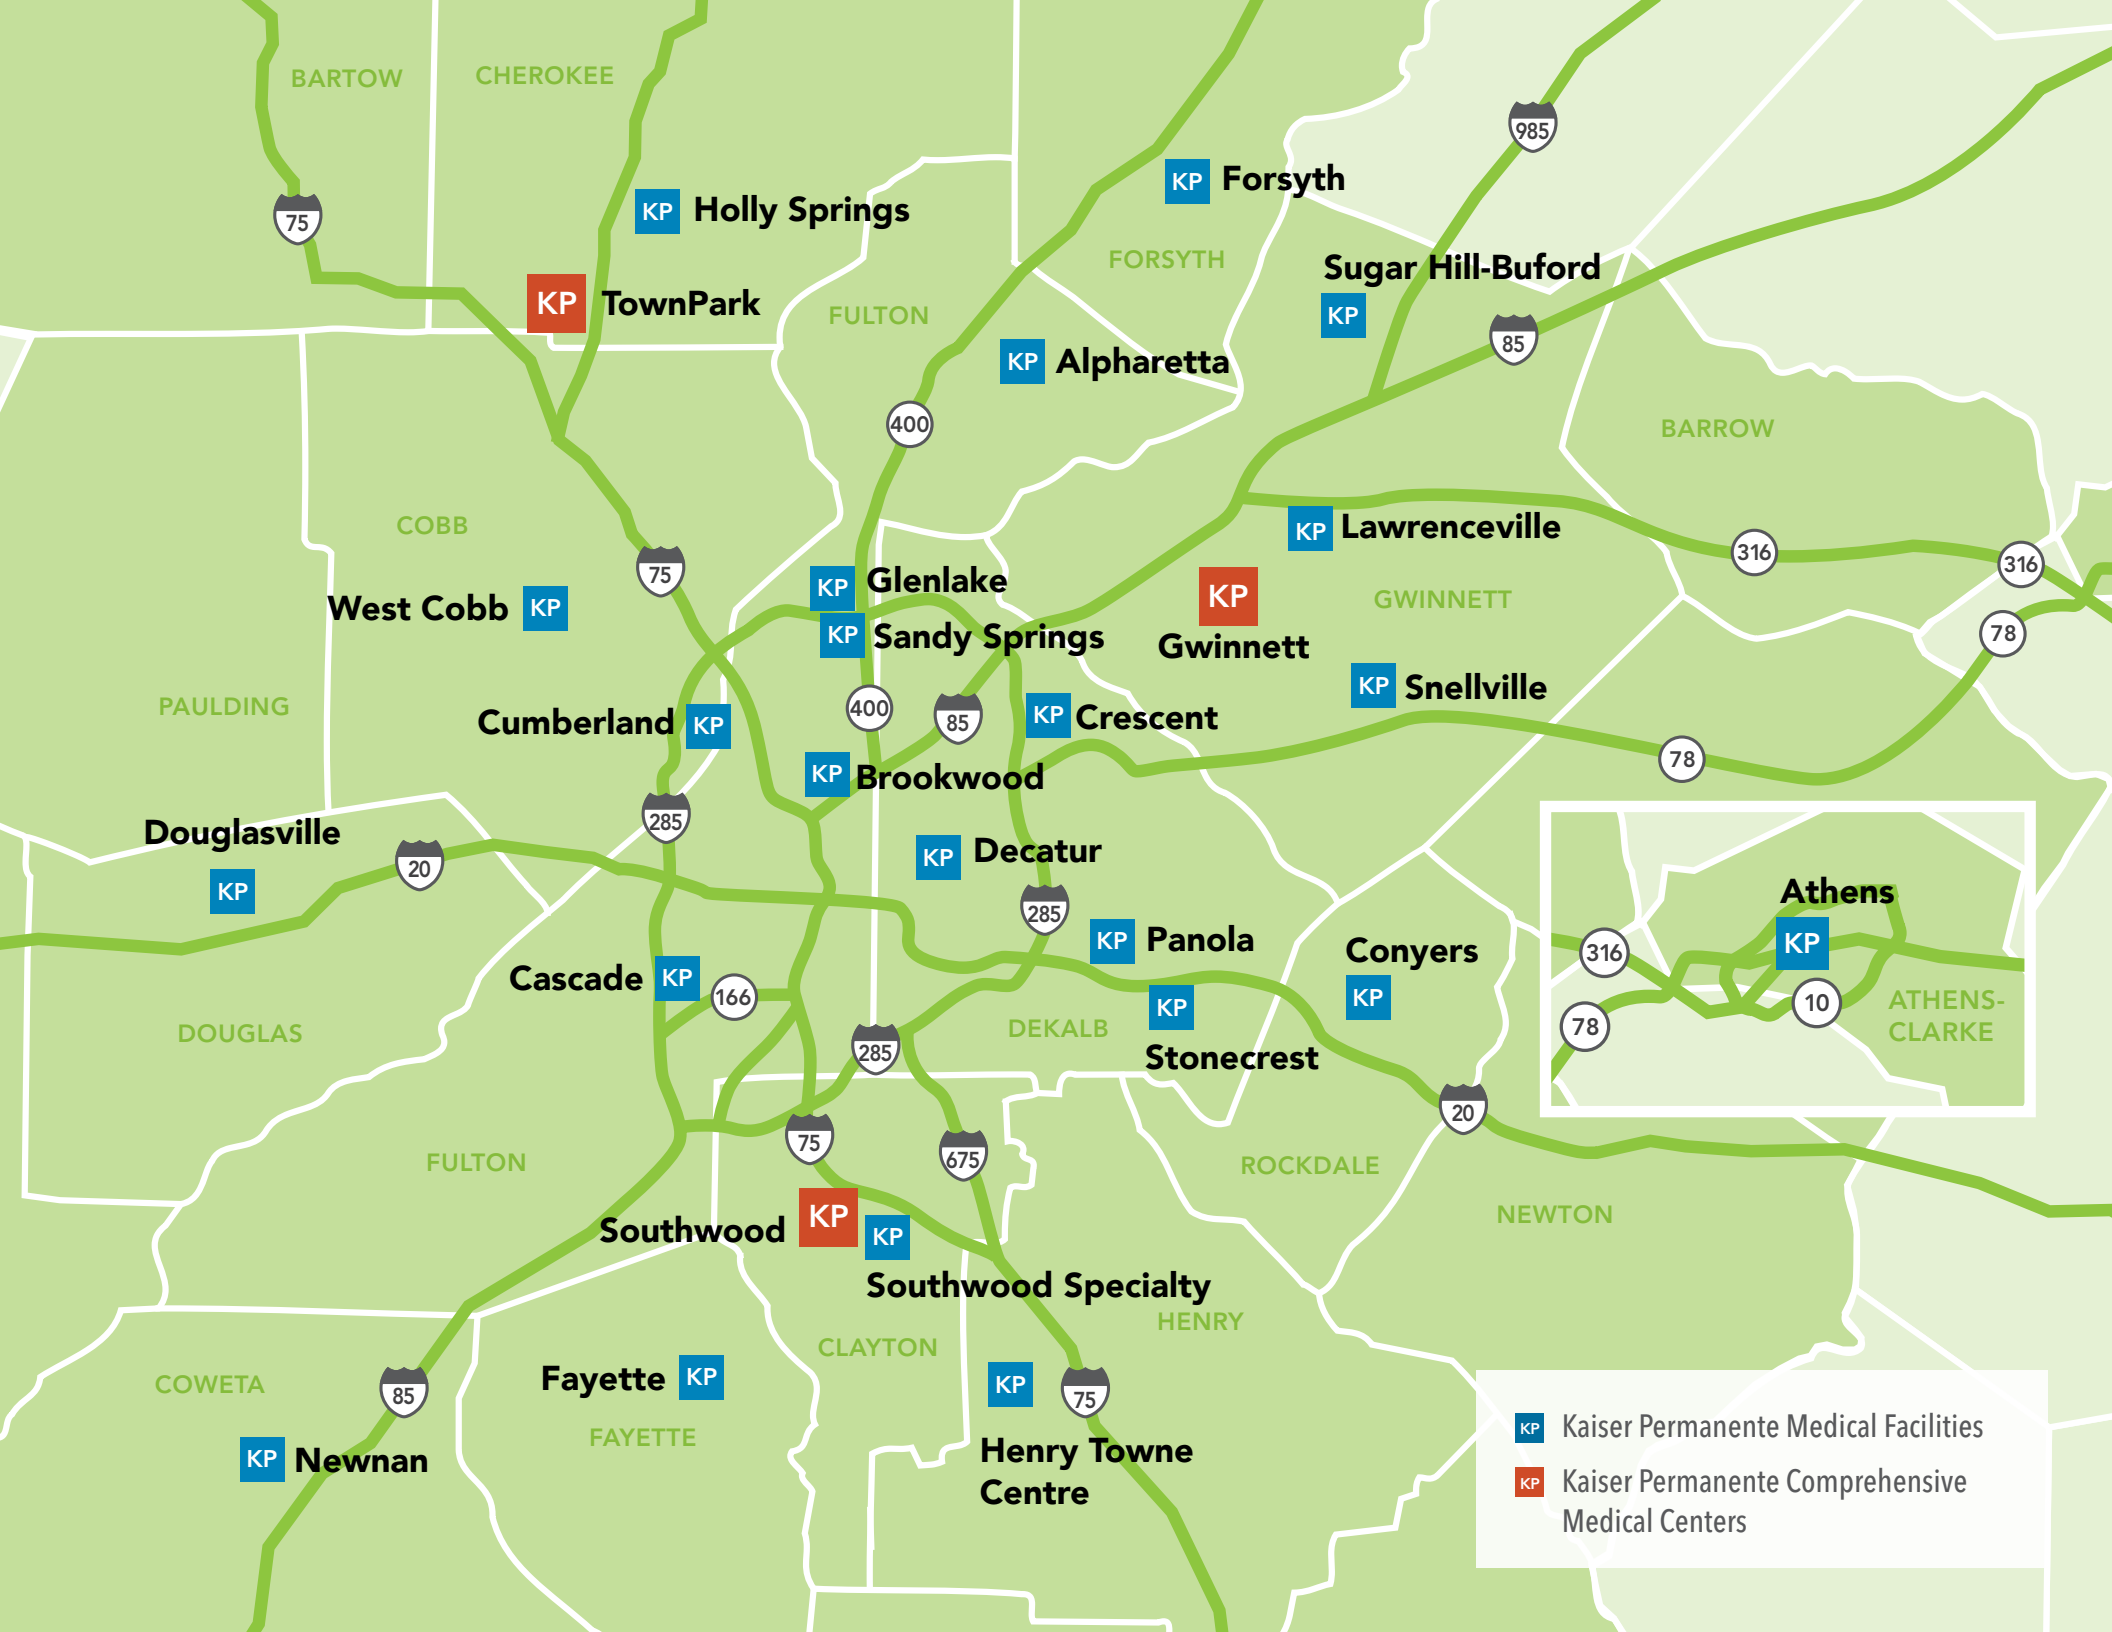 BARTOW
CHEROKEE
985
KP Forsyth
KP Holly Springs
75
FORSYTH
Sugar Hill-Buford
KP
KP TownPark
FULTON
85
KP Alpharetta
400
BARROW
COBB
KP Lawrenceville
316
316
75
KP Glenlake
KP
Gwinnett
GWINNETT
West Cobb KP
KP Sandy Springs
78
KP Snellville
PAULDING
400
85
KP Crescent
Cumberland KP
78
KP Brookwood
285
Douglasville
KP
20
KP Decatur
285
Athens
KP
316
10
78
ATHENS-
CLARKE
KP Panola
Conyers
KP
Cascade KP
166
KP
Stonecrest
DOUGLAS
DEKALB
285
20
75
675
FULTON
ROCKDALE
NEWTON
Southwood KP
KP
Southwood Specialty
HENRY
CLAYTON
COWETA
85
Fayette KP
FAYETTE
KP
75
Henry Towne
Centre
KP Newnan
KP Kaiser Permanente Medical Facilities
KP Kaiser Permanente Comprehensive
Medical Centers